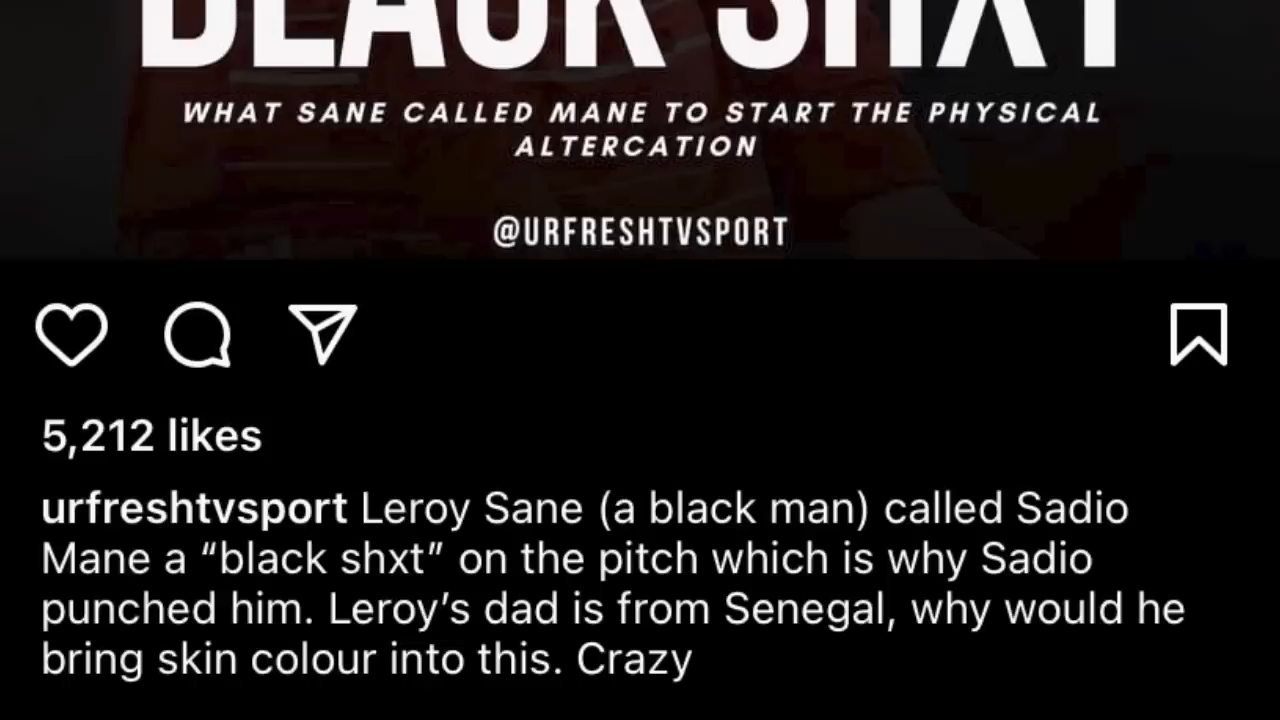 BLACK SHXT
WHAT SANE CALLED MANE TO START THE PHYSICAL
ALTERCATION
@URFRESHTVSPORT
5,212 likes
urfreshtvsport Leroy Sane (a black man) called Sadio
Mane a “black shxt” on the pitch which is why Sadio
punched him. Leroy’s dad is from Senegal, why would he
bring skin colour into this. Crazy